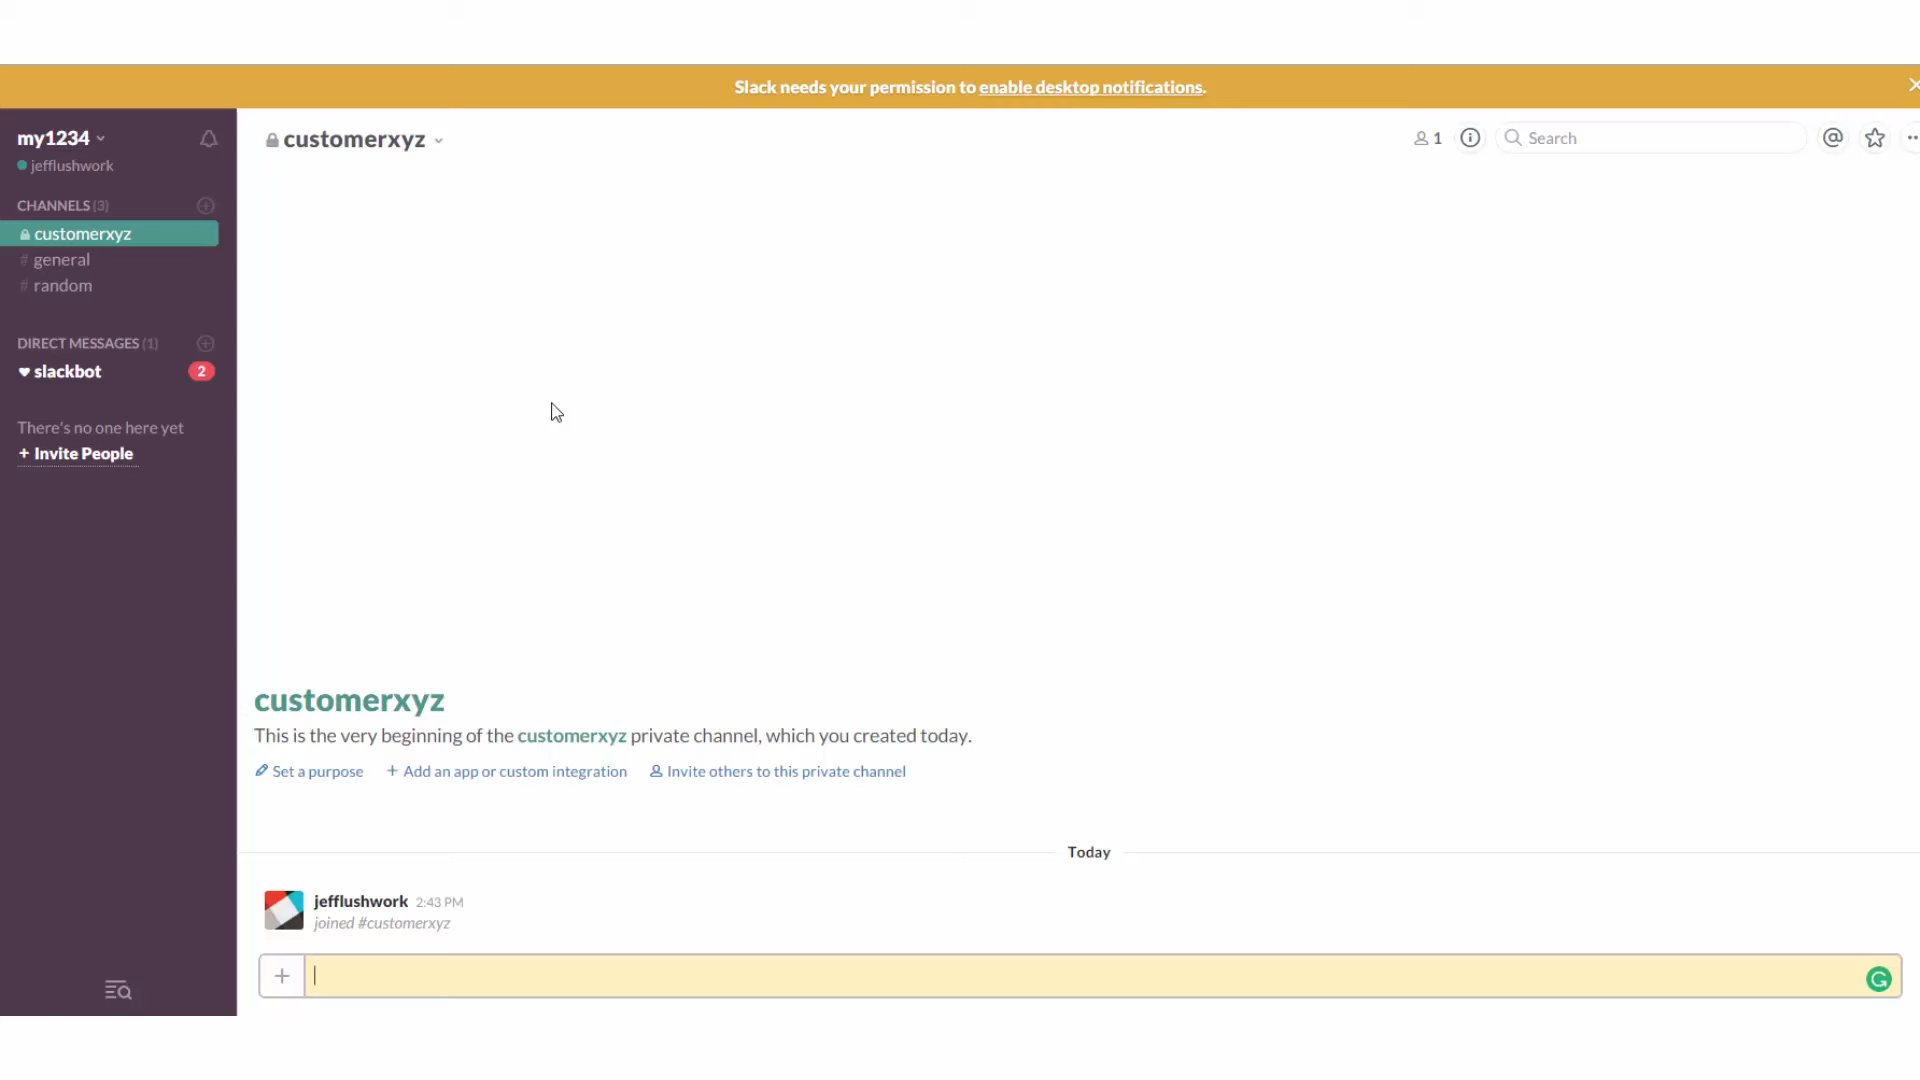 Slack needs your permission to enable desktop notifications.
my1234
jefflushwork
CHANNELS (3)
customerxyz
# general
# random
DIRECT MESSAGES (1)
slackbot
2
There's no one here yet
+ Invite People
customerxyz
1
Search
customerxyz
This is the very beginning of the customerxyz private channel, which you created today.
Set a purpose
+ Add an app or custom integration
Invite others to this private channel
Today
jefflushwork 2:43 PM
joined #customerxyz